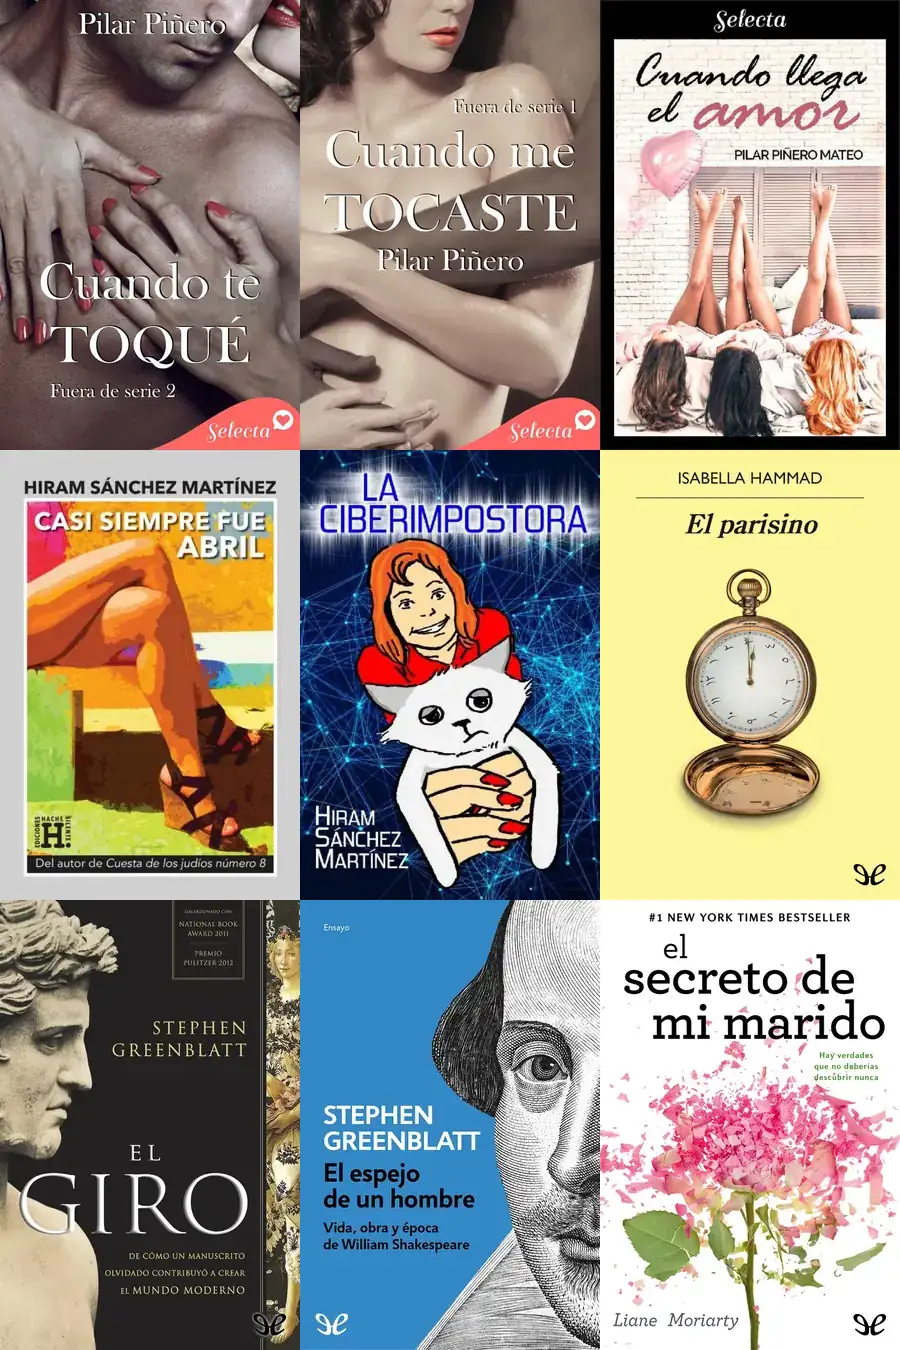 Pilar Piñero
Cuando te
TOQUÉ
Fuera de serie 2
Selecta
Fuera de serie 1
Cuando me
TOCASTE
Pilar Piñero
Selecta
Selecta
Cuando llega
el amor
PILAR PIÑERO MATEO
HIRAM SÁNCHEZ MARTÍNEZ
CASI SIEMPRE FUE
ABRIL
EDICIONES
HACHE
H!
SILENTE
Del autor de Cuesta de los judíos número 8
LA
CIBERIMPOSTORA
HIRAM
SÁNCHEZ
MARTÍNEZ
ISABELLA HAMMAD
El parisino
GALARDONADO CON:
NATIONAL BOOK
AWARD 2011
PREMIO
PULITZER 2012
STEPHEN
GREENBLATT
EL
GIRO
DE CÓMO UN MANUSCRITO
OLVIDADO CONTRIBUYÓ A CREAR
EL MUNDO MODERNO
Ensayo
STEPHEN
GREENBLATT
El espejo
de un hombre
Vida, obra y época
de William Shakespeare
#1 NEW YORK TIMES BESTSELLER
el
secreto de
mi marido
Hay verdades
que no deberías
descubrir nunca
Liane Moriarty